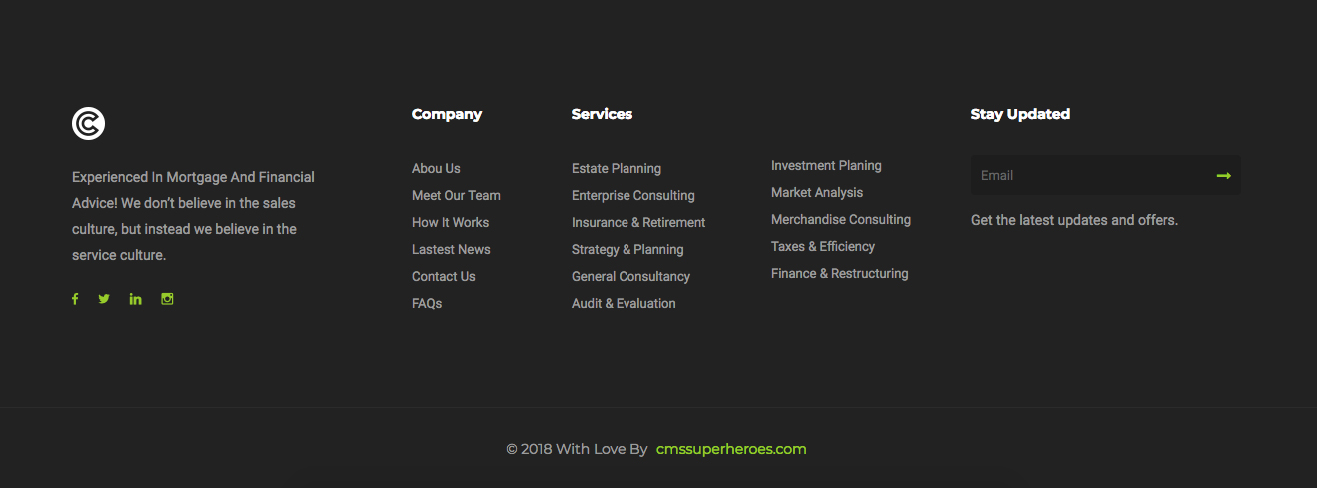 Experienced In Mortgage And Financial
Advice! We don't believe in the sales
culture, but instead we believe in the
service culture.
Company
Abou Us
Meet Our Team
How It Works
Lastest News
Contact Us
FAQs
Services
Estate Planning
Enterprise Consulting
Insurance & Retirement
Strategy & Planning
General Consultancy
Audit & Evaluation
Investment Planing
Market Analysis
Merchandise Consulting
Taxes & Efficiency
Finance & Restructuring
Stay Updated
Email
Get the latest updates and offers.
© 2018 With Love By cmssuperheroes.com